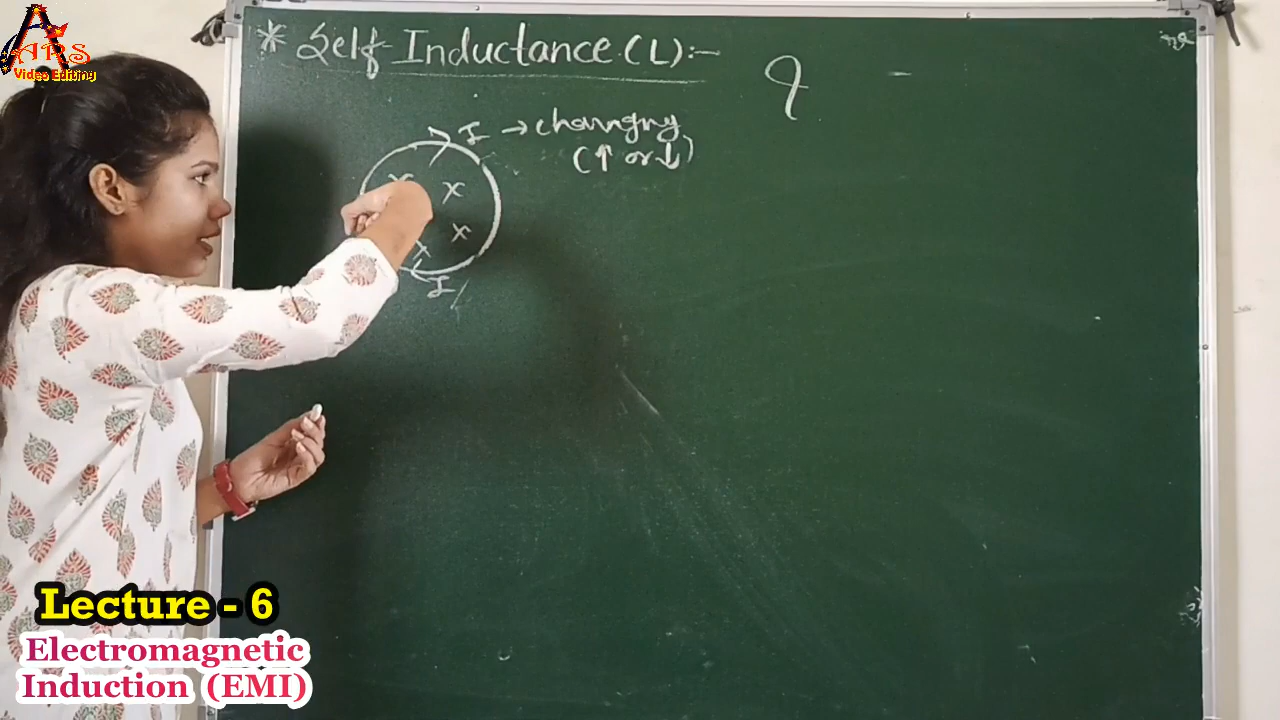 ARS
Video Editing
* Self Inductance (L):-
I → changing
(↑ or ↓)
x x
x
x
I
Lecture - 6
Electromagnetic
Induction (EMI)